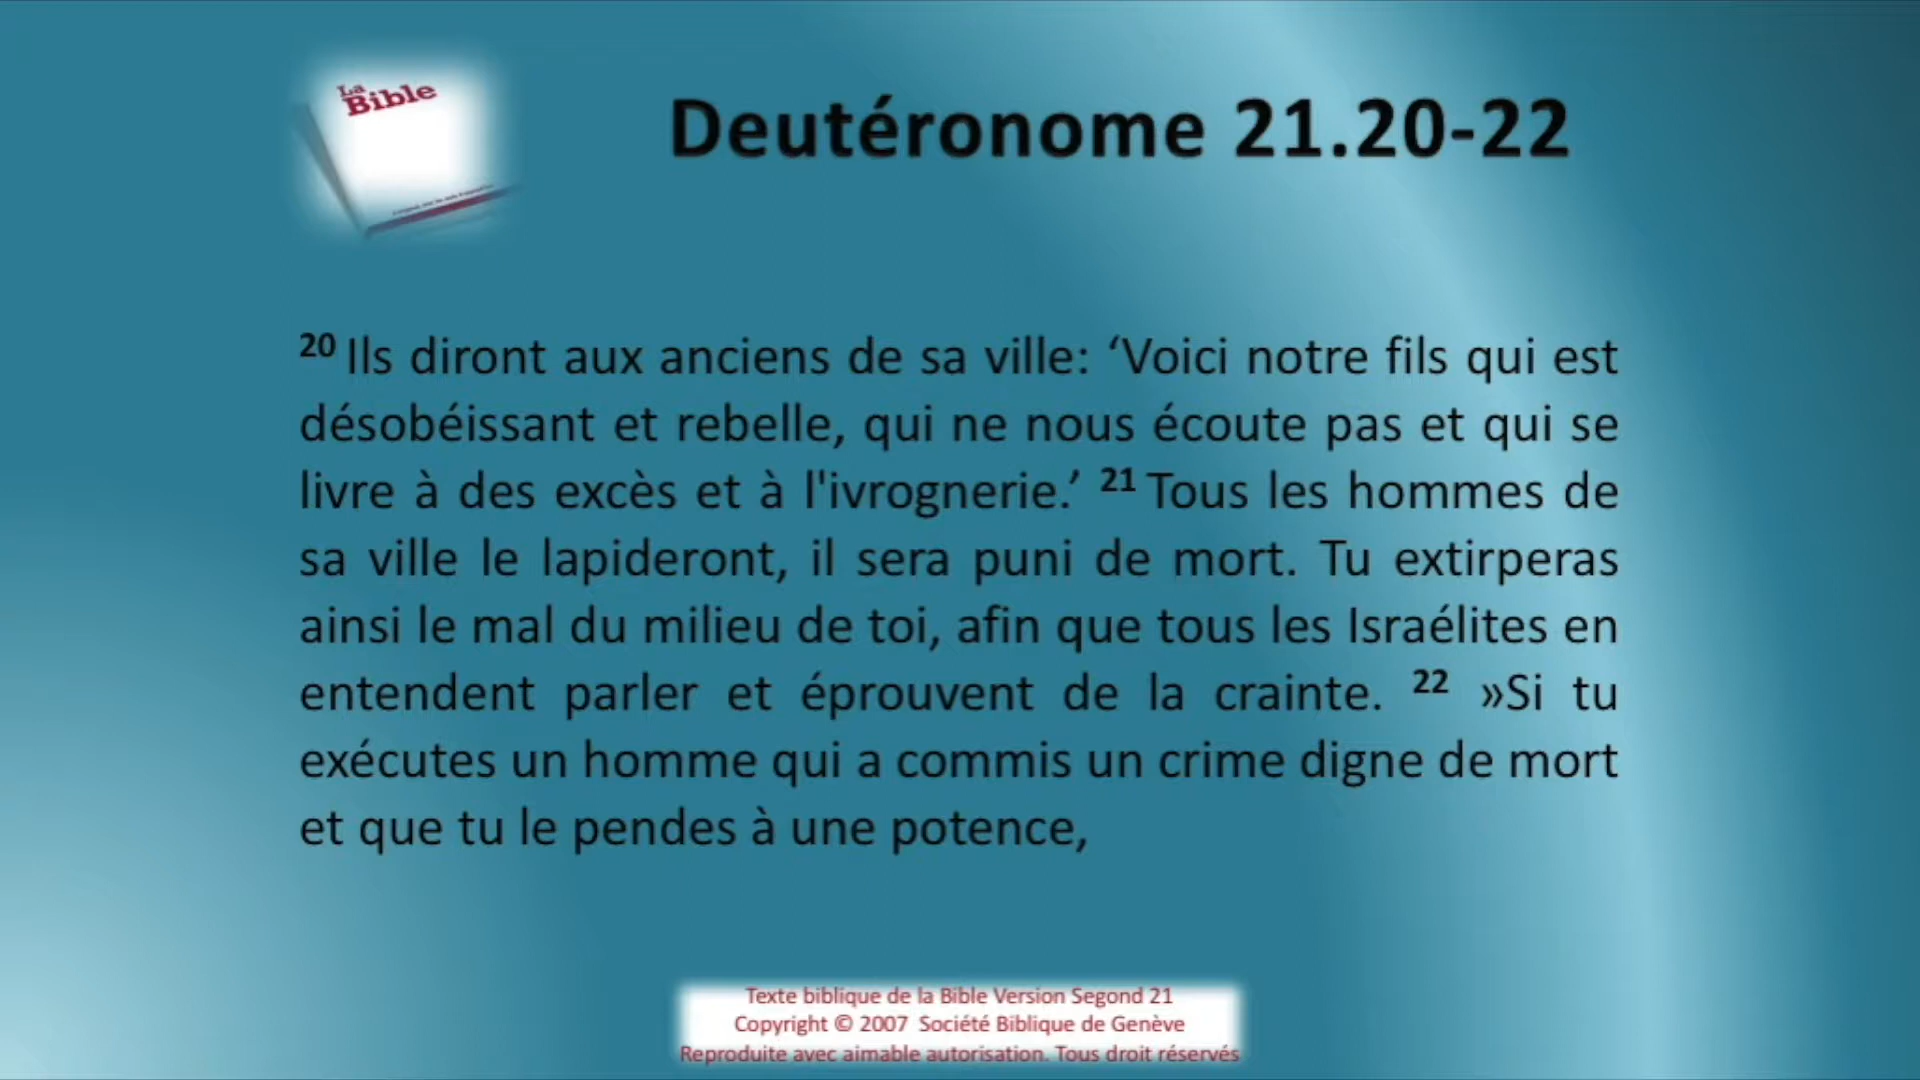 La
Bible
Deutéronome 21.20-22
20 Ils diront aux anciens de sa ville: ‘Voici notre fils qui est
désobéissant et rebelle, qui ne nous écoute pas et qui se
livre à des excès et à l'ivrognerie.’ 21 Tous les hommes de
sa ville le lapideront, il sera puni de mort. Tu extirperas
ainsi le mal du milieu de toi, afin que tous les Israélites en
entendent parler et éprouvent de la crainte. 22 »Si tu
exécutes un homme qui a commis un crime digne de mort
et que tu le pendes à une potence,
Texte biblique de la Bible Version Segond 21
Copyright © 2007 Société Biblique de Genève
Reproduite avec aimable autorisation. Tous droit réservés